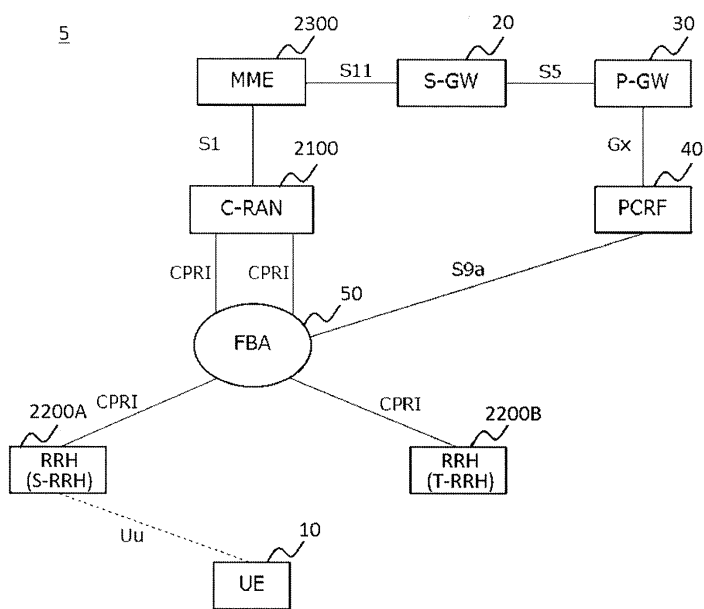 5
2300
20
30
MME
S11
S-GW
S5
P-GW
S1
2100
Gx
40
C-RAN
PCRF
CPRI
CPRI
S9a
50
FBA
CPRI
CPRI
2200A
2200B
RRH
(S-RRH)
RRH
(T-RRH)
Uu
10
UE